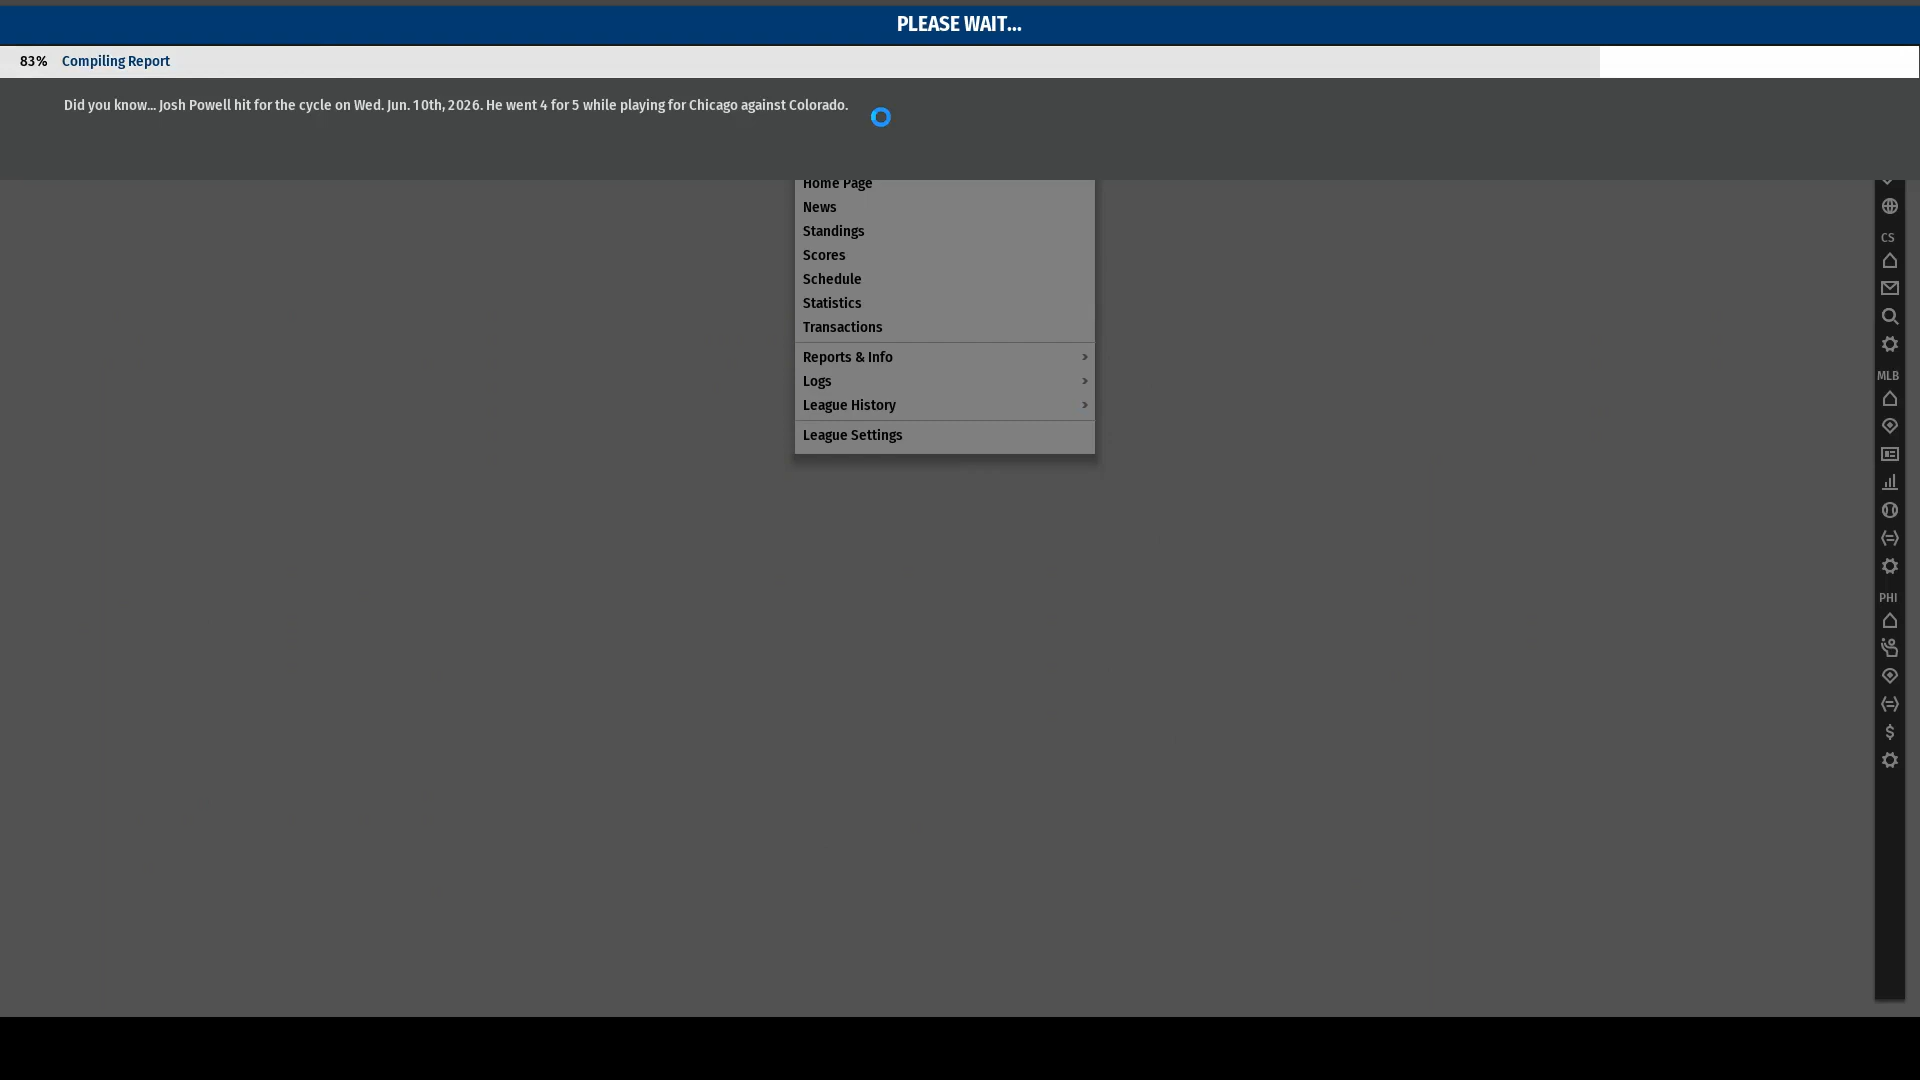 PLEASE WAIT...
83% Compiling Report
Did you know... Josh Powell hit for the cycle on Wed. Jun. 10th, 2026. He went 4 for 5 while playing for Chicago against Colorado.
Home Page
News
Standings
Scores
Schedule
Statistics
Transactions
Reports & Info
Logs
League History
League Settings
CS
MLB
PHI